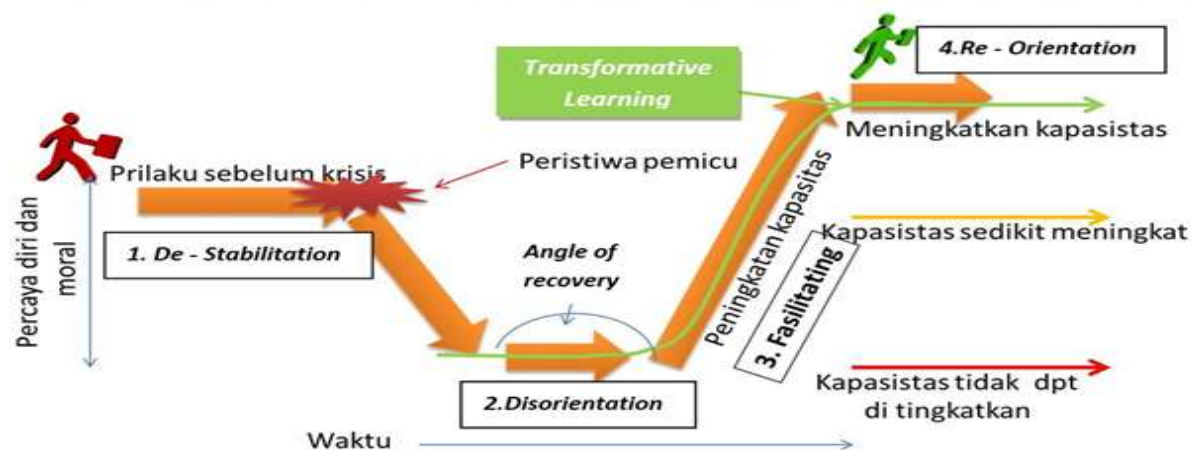 4.Re - Orientation
Transformative
Learning
Meningkatkan kapasistas
Peristiwa pemicu
Prilaku sebelum krisis
Percaya diri dan
moral
1. De - Stabilitation
Angle of
recovery
Peningkatan kapasitas
3. Fasilitating
Kapasistas sedikit meningkat
2.Disorientation
Kapasistas tidak dpt
di tingkatkan
Waktu